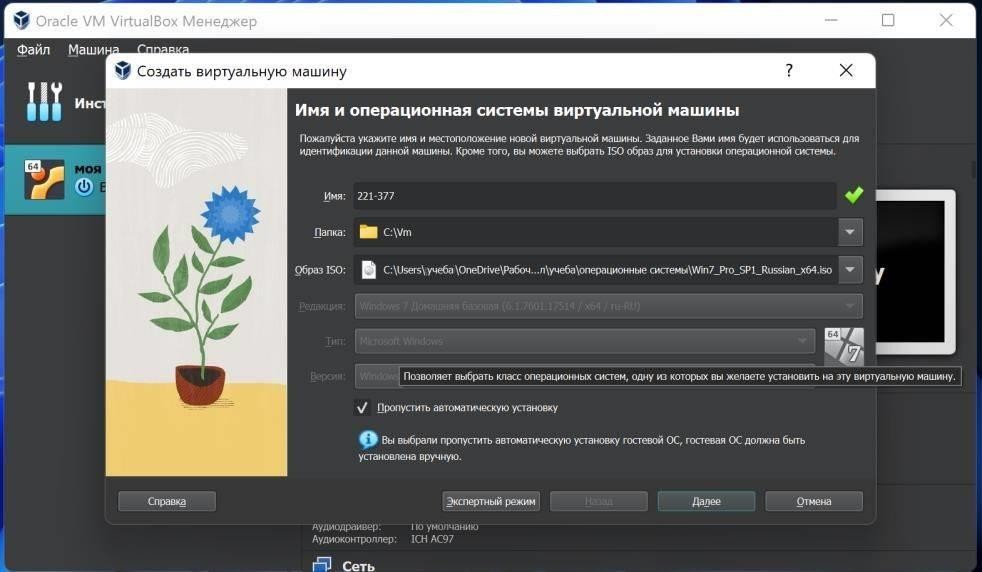 Oracle VM VirtualBox Менеджер
Файл Машина Справка
Создать виртуальную машину ?
Инст
64 моя
Имя и операционная системы виртуальной машины
Пожалуйста укажите имя и местоположение новой виртуальной машины. Заданное Вами имя будет использоваться для
идентификации данной машины. Кроме того, вы можете выбрать ISO образ для установки операционной системы.
Имя: 221-377
Папка: C:\Vm
Образ ISO: C:\Users\учеба\OneDrive\Рабоч...л\учеба\операционные системы\Win7_Pro_SP1_Russian_x64.iso
Редакция: Windows 7 Домашняя базовая (6.1.7601.17514 / x64 / ru-RU)
Тип: Microsoft Windows
64 7
Версия: Windows
Позволяет выбрать класс операционных систем, одну из которых вы желаете установить на эту виртуальную машину.
Пропустить автоматическую установку
Вы выбрали пропустить автоматическую установку гостевой ОС, гостевая ОС должна быть
установлена вручную.
Справка Экспертный режим Назад Далее Отмена
Аудиодрайвер: По умолчанию
Аудиоконтроллер: ICH AC97
Сеть